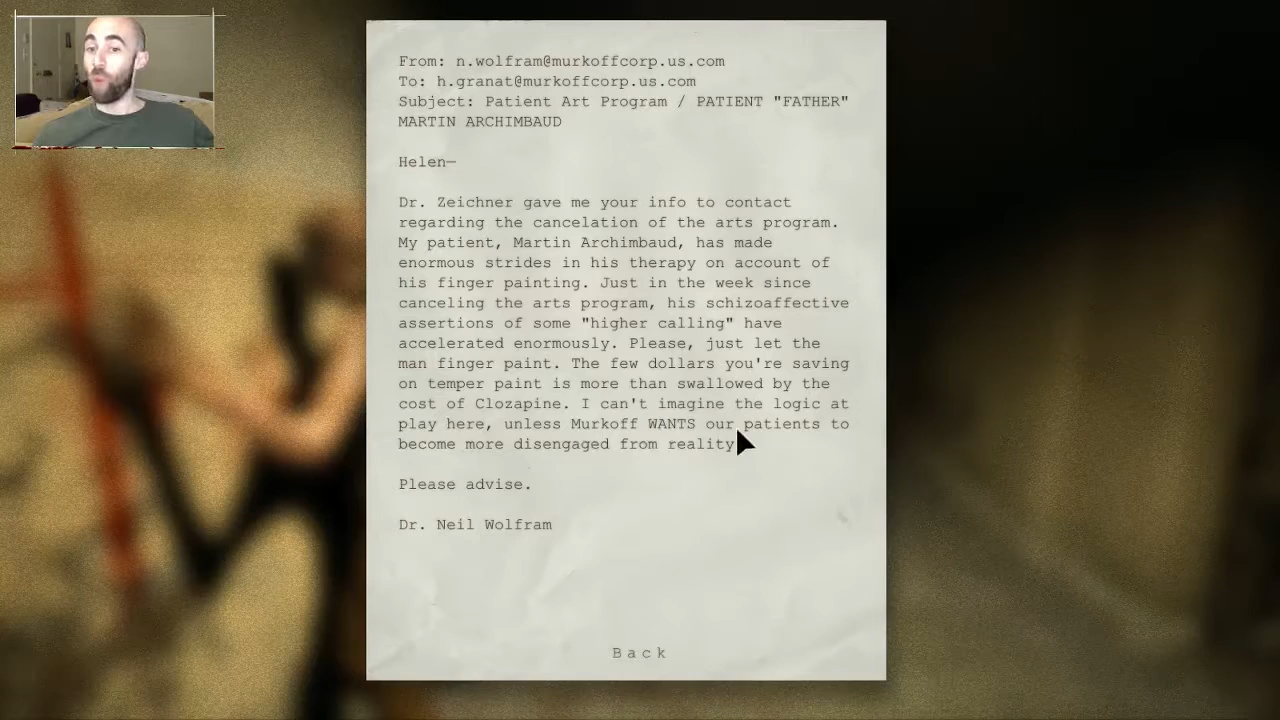 From: n.wolfram@murkoffcorp.us.com
To: h.granat@murkoffcorp.us.com
Subject: Patient Art Program / PATIENT "FATHER"
MARTIN ARCHIMBAUD
Helen—
Dr. Zeichner gave me your info to contact
regarding the cancelation of the arts program.
My patient, Martin Archimbaud, has made
enormous strides in his therapy on account of
his finger painting. Just in the week since
canceling the arts program, his schizoaffective
assertions of some "higher calling" have
accelerated enormously. Please, just let the
man finger paint. The few dollars you're saving
on temper paint is more than swallowed by the
cost of Clozapine. I can't imagine the logic at
play here, unless Murkoff WANTS our patients to
become more disengaged from reality
Please advise.
Dr. Neil Wolfram
Back